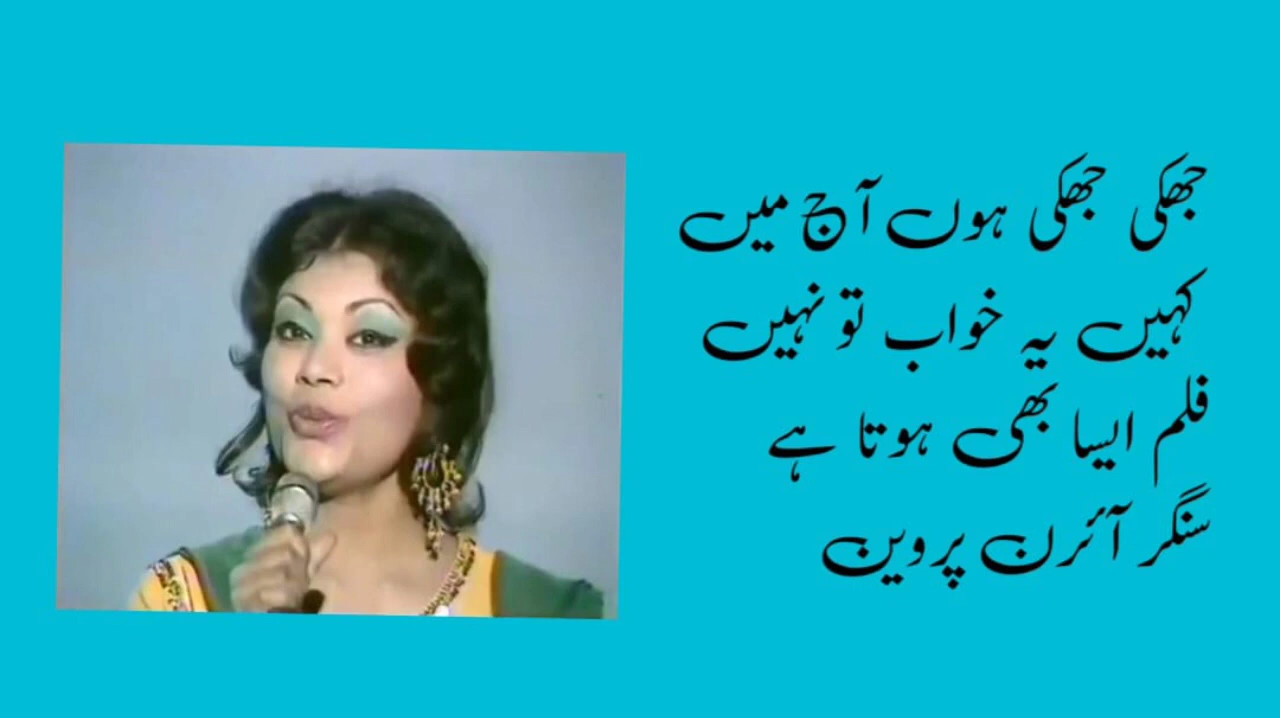 جھکی جھکی ہوں آج میں
کہیں یہ خواب تو نہیں
فلم ایسا بھی ہوتا ہے
سنگر آئرن پروین